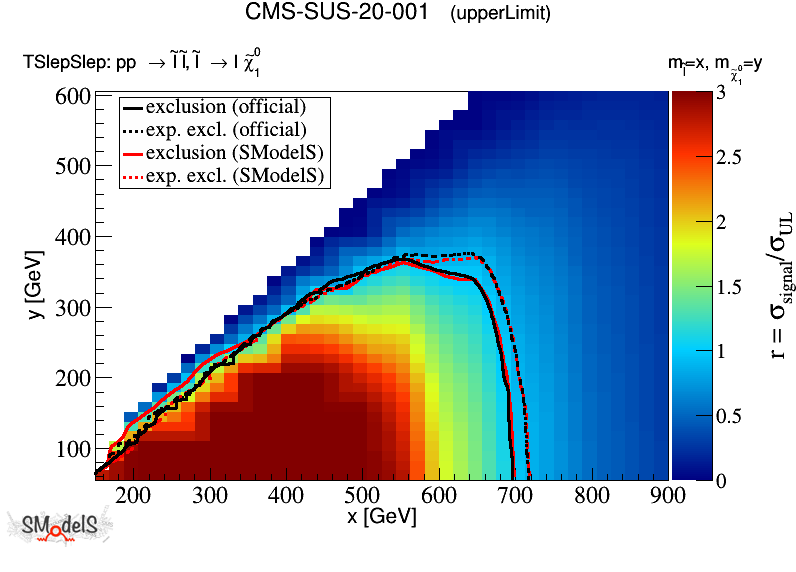 CMS-SUS-20-001 (upperLimit)
TSlepSlep: pp → l̃ l̃, l̃ → l χ̃₁⁰
m_l̃=x, m_χ̃₁⁰=y
exclusion (official)
exp. excl. (official)
exclusion (SModelS)
exp. excl. (SModelS)
600
500
400
300
200
100
y [GeV]
200 300 400 500 600 700 800 900
x [GeV]
3
2.5
2
1.5
1
0.5
0
r = σ_signal/σ_UL
SModelS